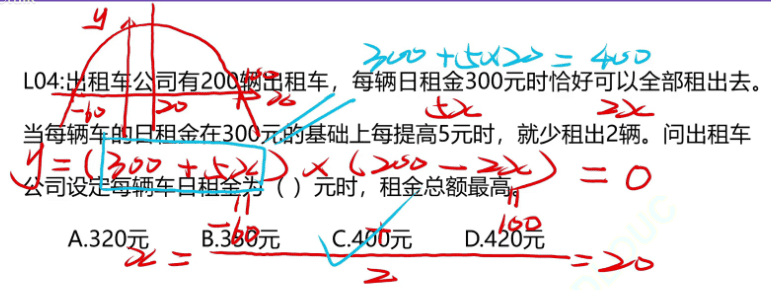 y
300 + 5×20 = 400
L04:出租车公司有200辆出租车，每辆日租金300元时恰好可以全部租出去。
-60 20 100 x
5x 2x
当每辆车的日租金在300元的基础上每提高5元时，就少租出2辆。问出租车
y = (300 + 5x) × (200 - 2x) = 0
公司设定每辆车日租金为（ ）元时，租金总额最高。
-60 100
A.320元 B.380元 C.400元 D.420元
x = 2 = 20